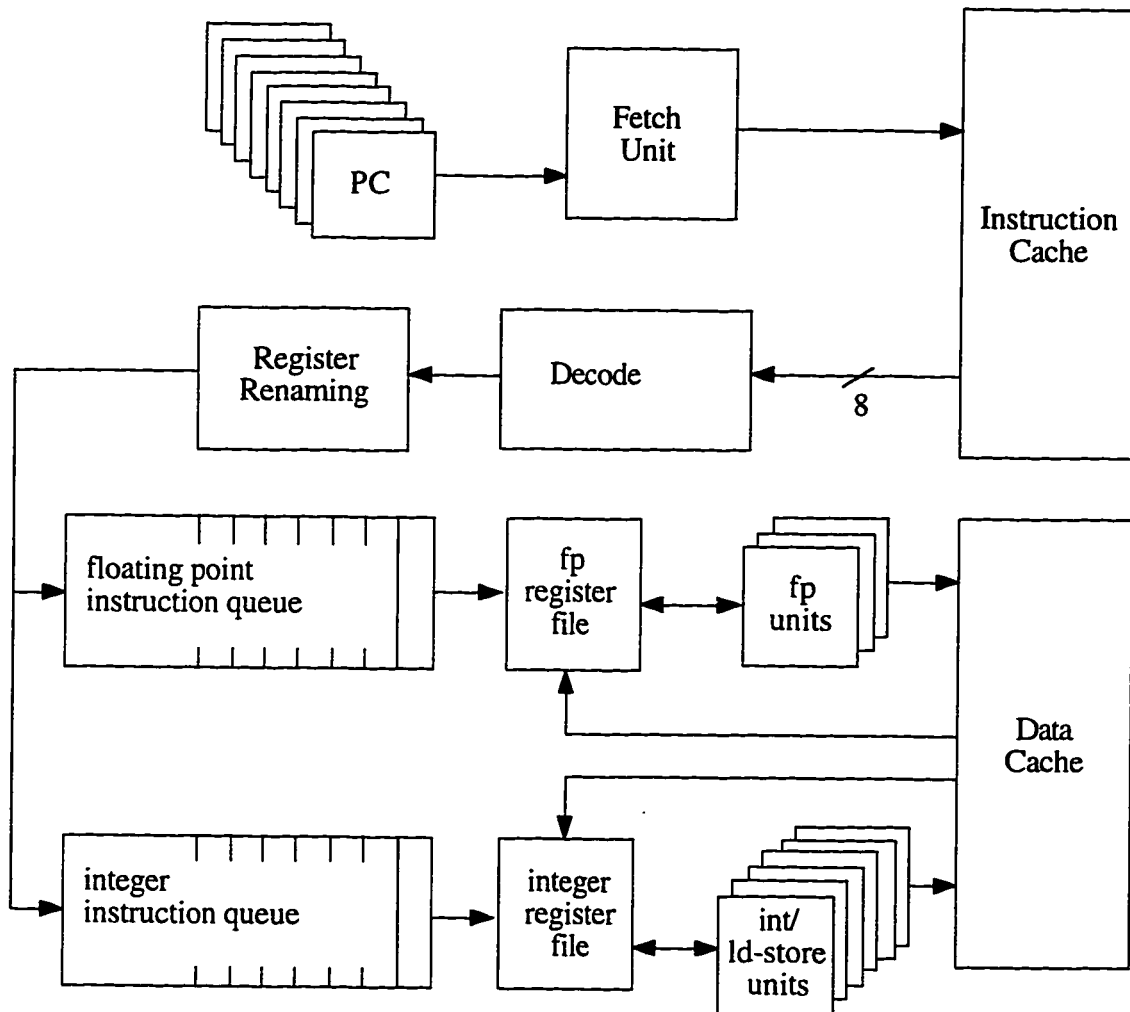 PC
Fetch
Unit
Instruction
Cache
Register
Renaming
Decode
8
floating point
instruction queue
fp
register
file
fp
units
Data
Cache
integer
instruction queue
integer
register
file
int/
ld-store
units